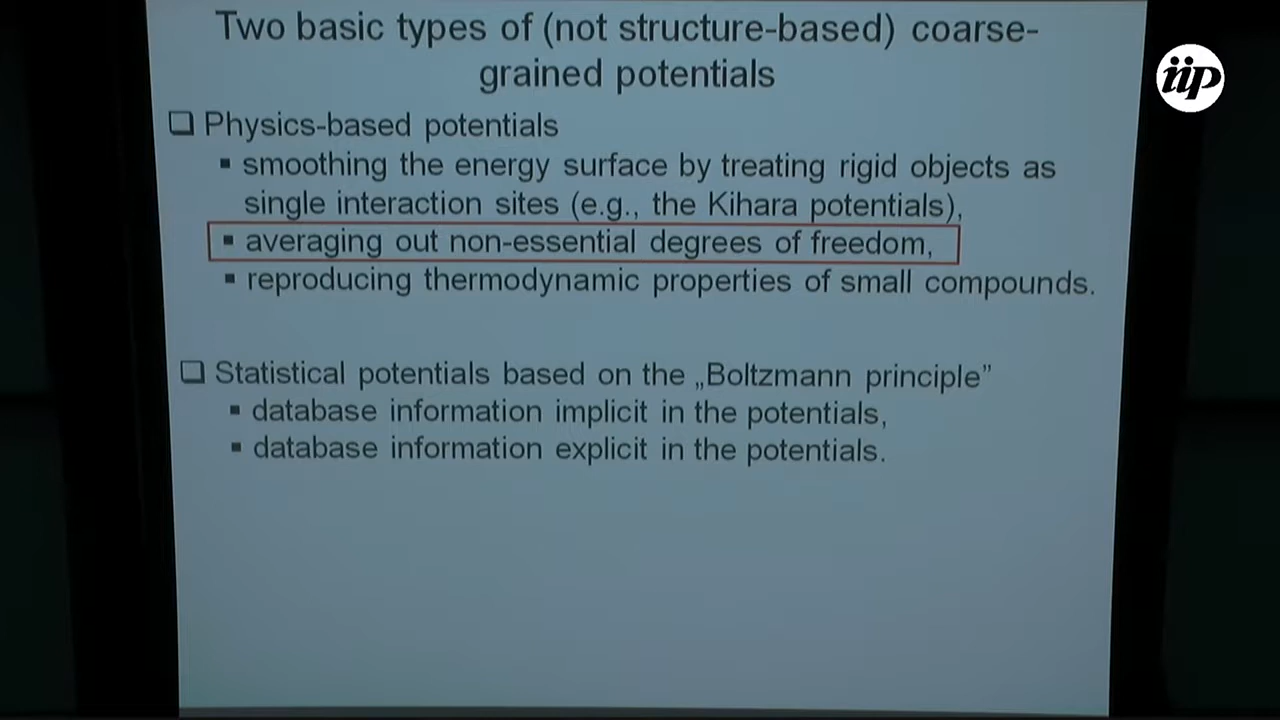 Two basic types of (not structure-based) coarse-
grained potentials
❑ Physics-based potentials
▪ smoothing the energy surface by treating rigid objects as
single interaction sites (e.g., the Kihara potentials),
▪ averaging out non-essential degrees of freedom,
▪ reproducing thermodynamic properties of small compounds.
❑ Statistical potentials based on the „Boltzmann principle”
▪ database information implicit in the potentials,
▪ database information explicit in the potentials.
iip